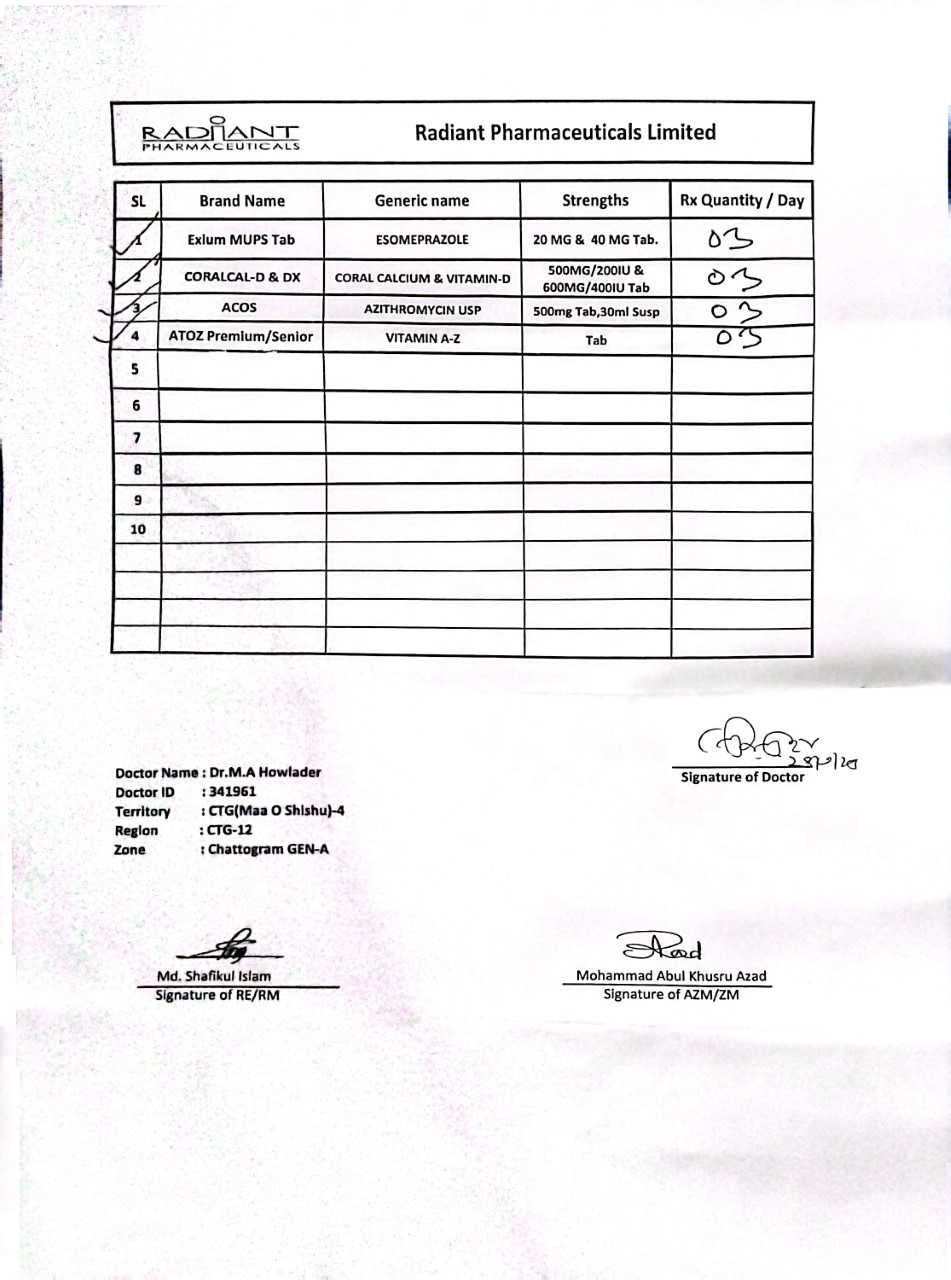 RADIANT
PHARMACEUTICALS
Radiant Pharmaceuticals Limited
SL Brand Name Generic name Strengths Rx Quantity / Day
1 Exium MUPS Tab ESOMEPRAZOLE 20 MG & 40 MG Tab. 03
2 CORALCAL-D & DX CORAL CALCIUM & VITAMIN-D 500MG/200IU & 600MG/400IU Tab 03
3 ACOS AZITHROMYCIN USP 500mg Tab,30ml Susp 03
4 ATOZ Premium/Senior VITAMIN A-Z Tab 03
5
6
7
8
9
10
Signature of Doctor
Doctor Name : Dr.M.A Howlader
Doctor ID : 341961
Territory : CTG(Maa O Shishu)-4
Region : CTG-12
Zone : Chattogram GEN-A
Azad
Md. Shafikul Islam
Signature of RE/RM
Mohammad Abul Khusru Azad
Signature of AZM/ZM